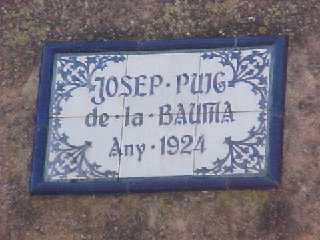 JOSEP · PUIG
de · la · BAUMA
Any · 1924